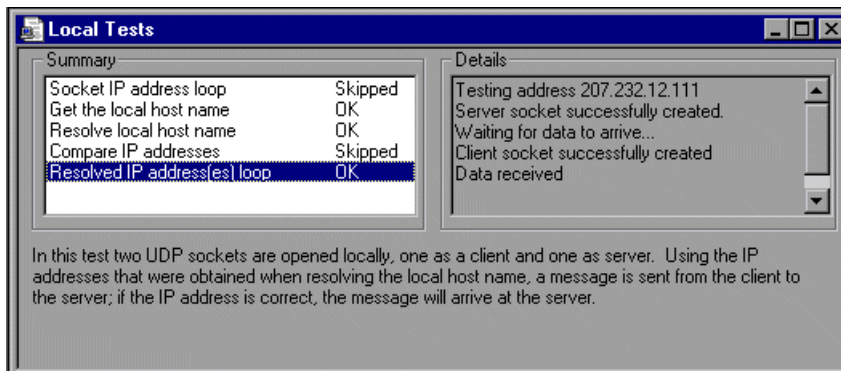 Local Tests
Summary
Socket IP address loop Skipped
Get the local host name OK
Resolve local host name OK
Compare IP addresses Skipped
Resolved IP address(es) loop OK
Details
Testing address 207.232.12.111
Server socket successfully created.
Waiting for data to arrive...
Client socket successfully created
Data received
In this test two UDP sockets are opened locally, one as a client and one as server.  Using the IP
addresses that were obtained when resolving the local host name, a message is sent from the client to
the server; if the IP address is correct, the message will arrive at the server.